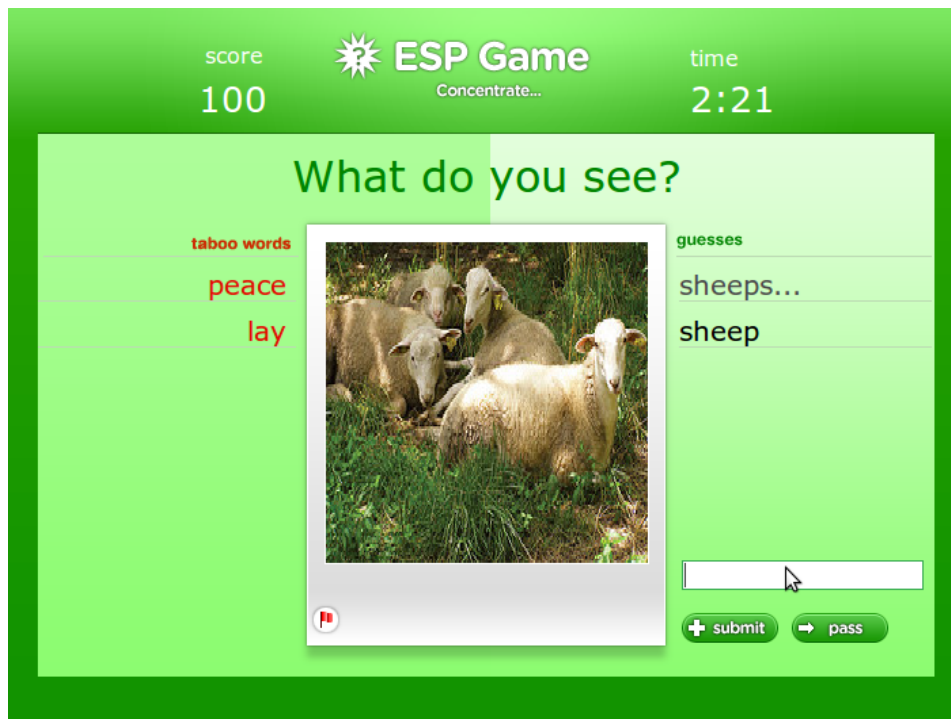 score
100
? ESP Game
Concentrate...
time
2:21
What do you see?
taboo words
peace
lay
guesses
sheeps...
sheep
submit
pass